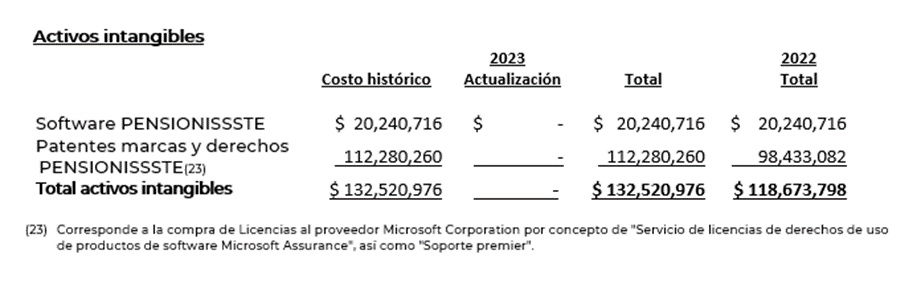 Activos intangibles
2023 2022
Costo histórico Actualización Total Total
Software PENSIONISSSTE $ 20,240,716 $ - $ 20,240,716 $ 20,240,716
Patentes marcas y derechos
PENSIONISSSTE(23) 112,280,260 - 112,280,260 98,433,082
Total activos intangibles $ 132,520,976 - $ 132,520,976 $ 118,673,798
(23) Corresponde a la compra de Licencias al proveedor Microsoft Corporation por concepto de "Servicio de licencias de derechos de uso
de productos de software Microsoft Assurance", así como "Soporte premier".